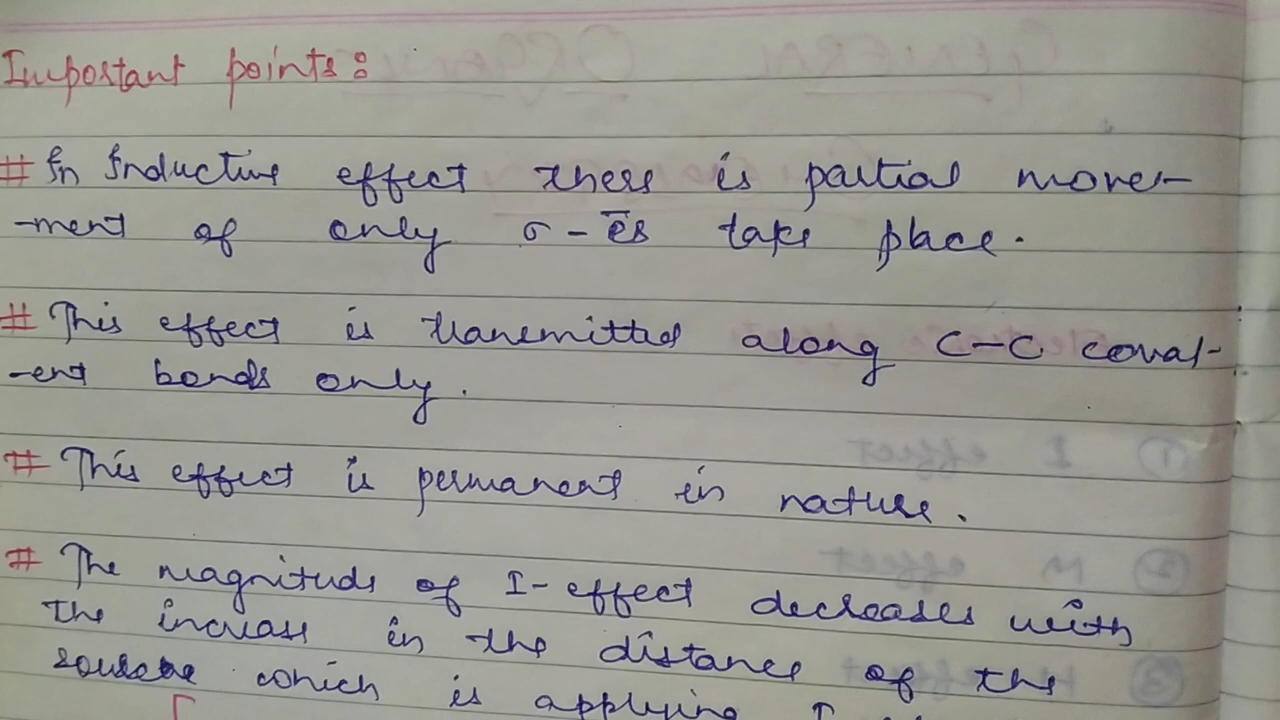 Important points:
# In Inductive effect there is partial move-
-ment of only σ - e̅s take place.
# This effect is transmitted along C-C coval-
-ent bonds only.
# This effect is permanent in nature.
# The magnitude of I-effect decreases with
the increase in the distance of the
source which is applying I